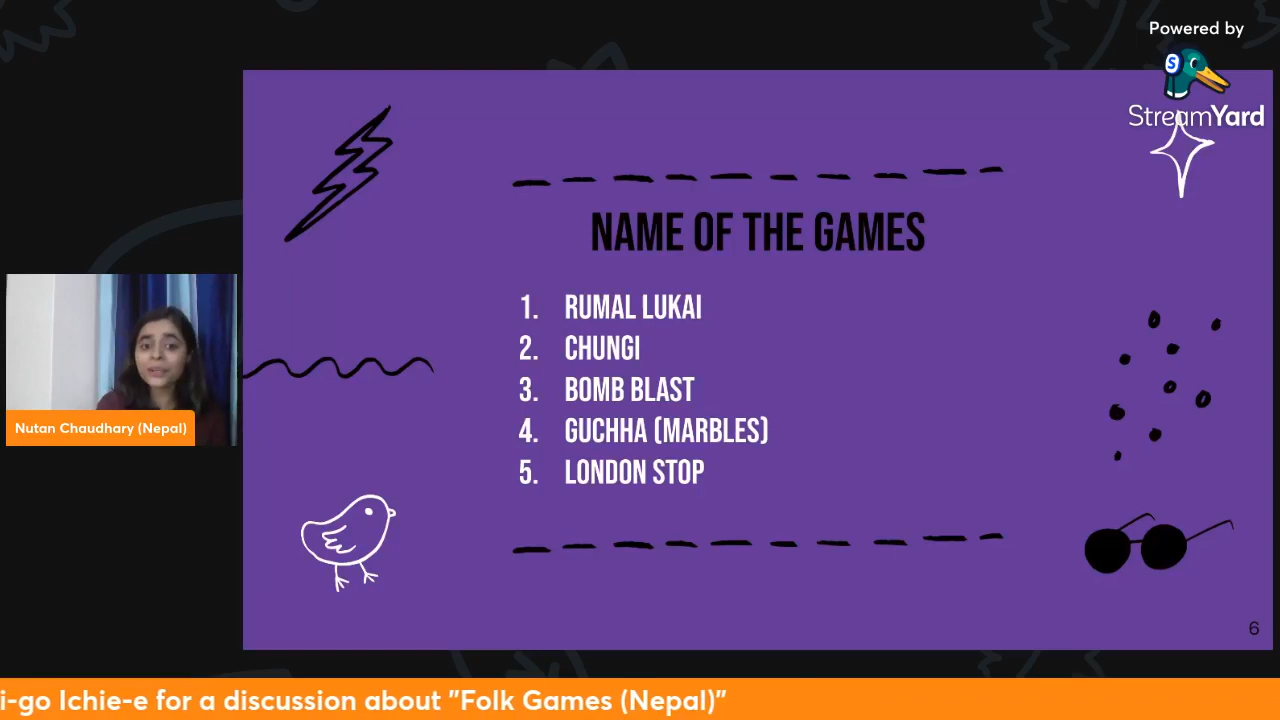 Powered by
StreamYard
NAME OF THE GAMES
1. RUMAL LUKAI
2. CHUNGI
3. BOMB BLAST
4. GUCHHA (MARBLES)
5. LONDON STOP
Nutan Chaudhary (Nepal)
6
i-go Ichie-e for a discussion about "Folk Games (Nepal)"